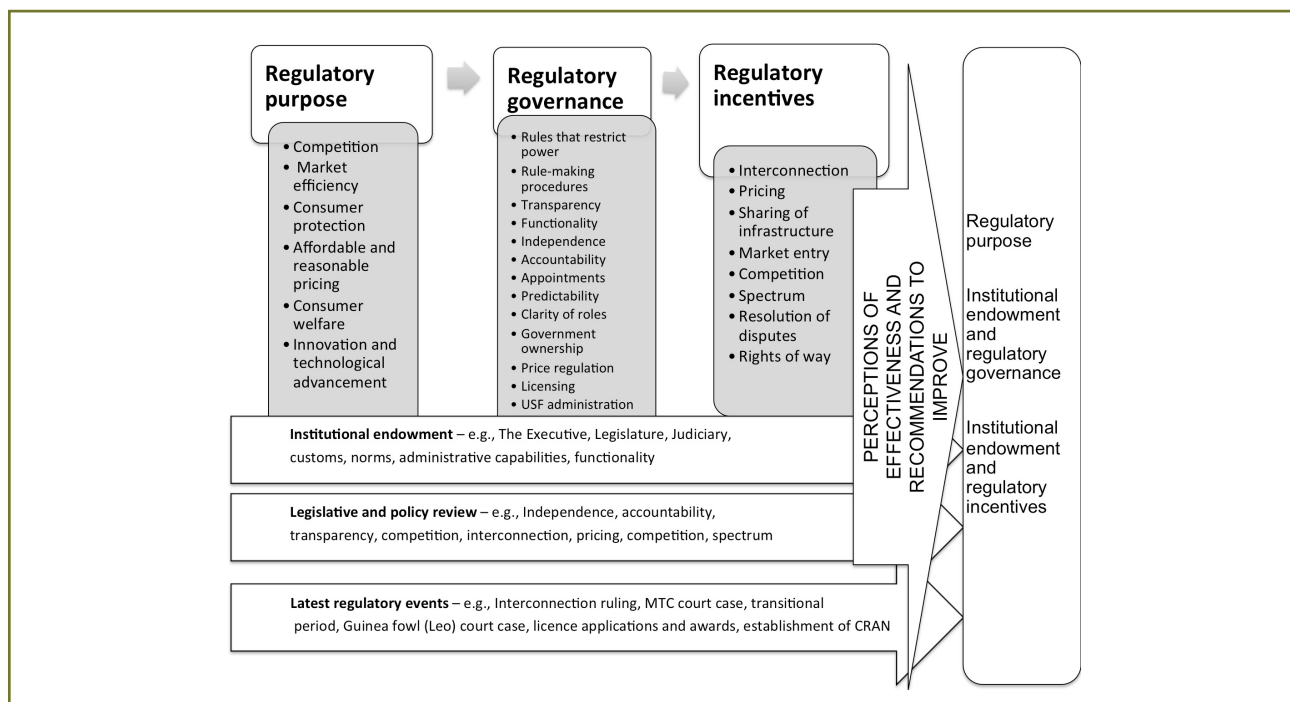 Regulatory
purpose
• Competition
• Market
efficiency
• Consumer
protection
• Affordable and
reasonable
pricing
• Consumer
welfare
• Innovation and
technological
advancement
Regulatory
governance
• Rules that restrict
power
• Rule-making
procedures
• Transparency
• Functionality
• Independence
• Accountability
• Appointments
• Predictability
• Clarity of roles
• Government
ownership
• Price regulation
• Licensing
• USF administration
Regulatory
incentives
• Interconnection
• Pricing
• Sharing of
infrastructure
• Market entry
• Competition
• Spectrum
• Resolution of
disputes
• Rights of way
Institutional endowment – e.g., The Executive, Legislature, Judiciary,
customs, norms, administrative capabilities, functionality
Legislative and policy review – e.g., Independence, accountability,
transparency, competition, interconnection, pricing, competition, spectrum
Latest regulatory events – e.g., Interconnection ruling, MTC court case, transitional
period, Guinea fowl (Leo) court case, licence applications and awards, establishment of CRAN
PERCEPTIONS OF
EFFECTIVENESS AND
RECOMMENDATIONS TO
IMPROVE
Regulatory
purpose
Institutional
endowment
and
regulatory
governance
Institutional
endowment
and
regulatory
incentives